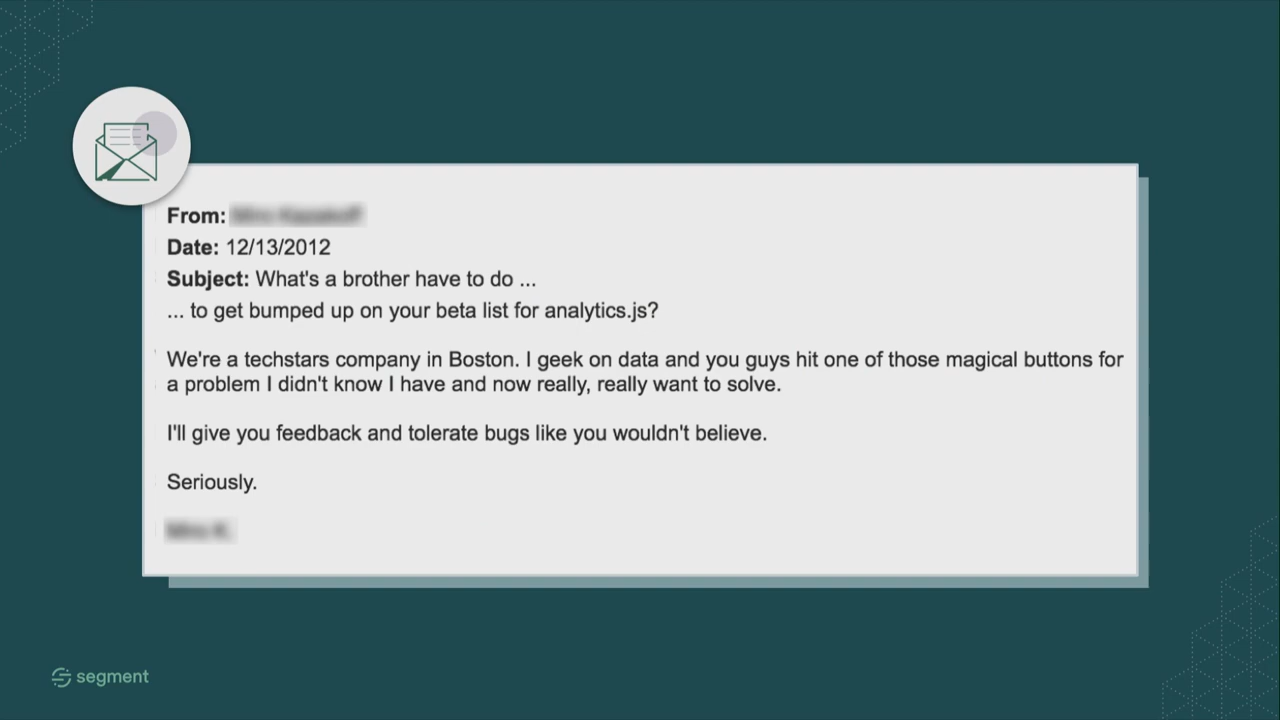 From:
Date: 12/13/2012
Subject: What's a brother have to do ...
... to get bumped up on your beta list for analytics.js?
We're a techstars company in Boston. I geek on data and you guys hit one of those magical buttons for
a problem I didn't know I have and now really, really want to solve.
I'll give you feedback and tolerate bugs like you wouldn't believe.
Seriously.
segment